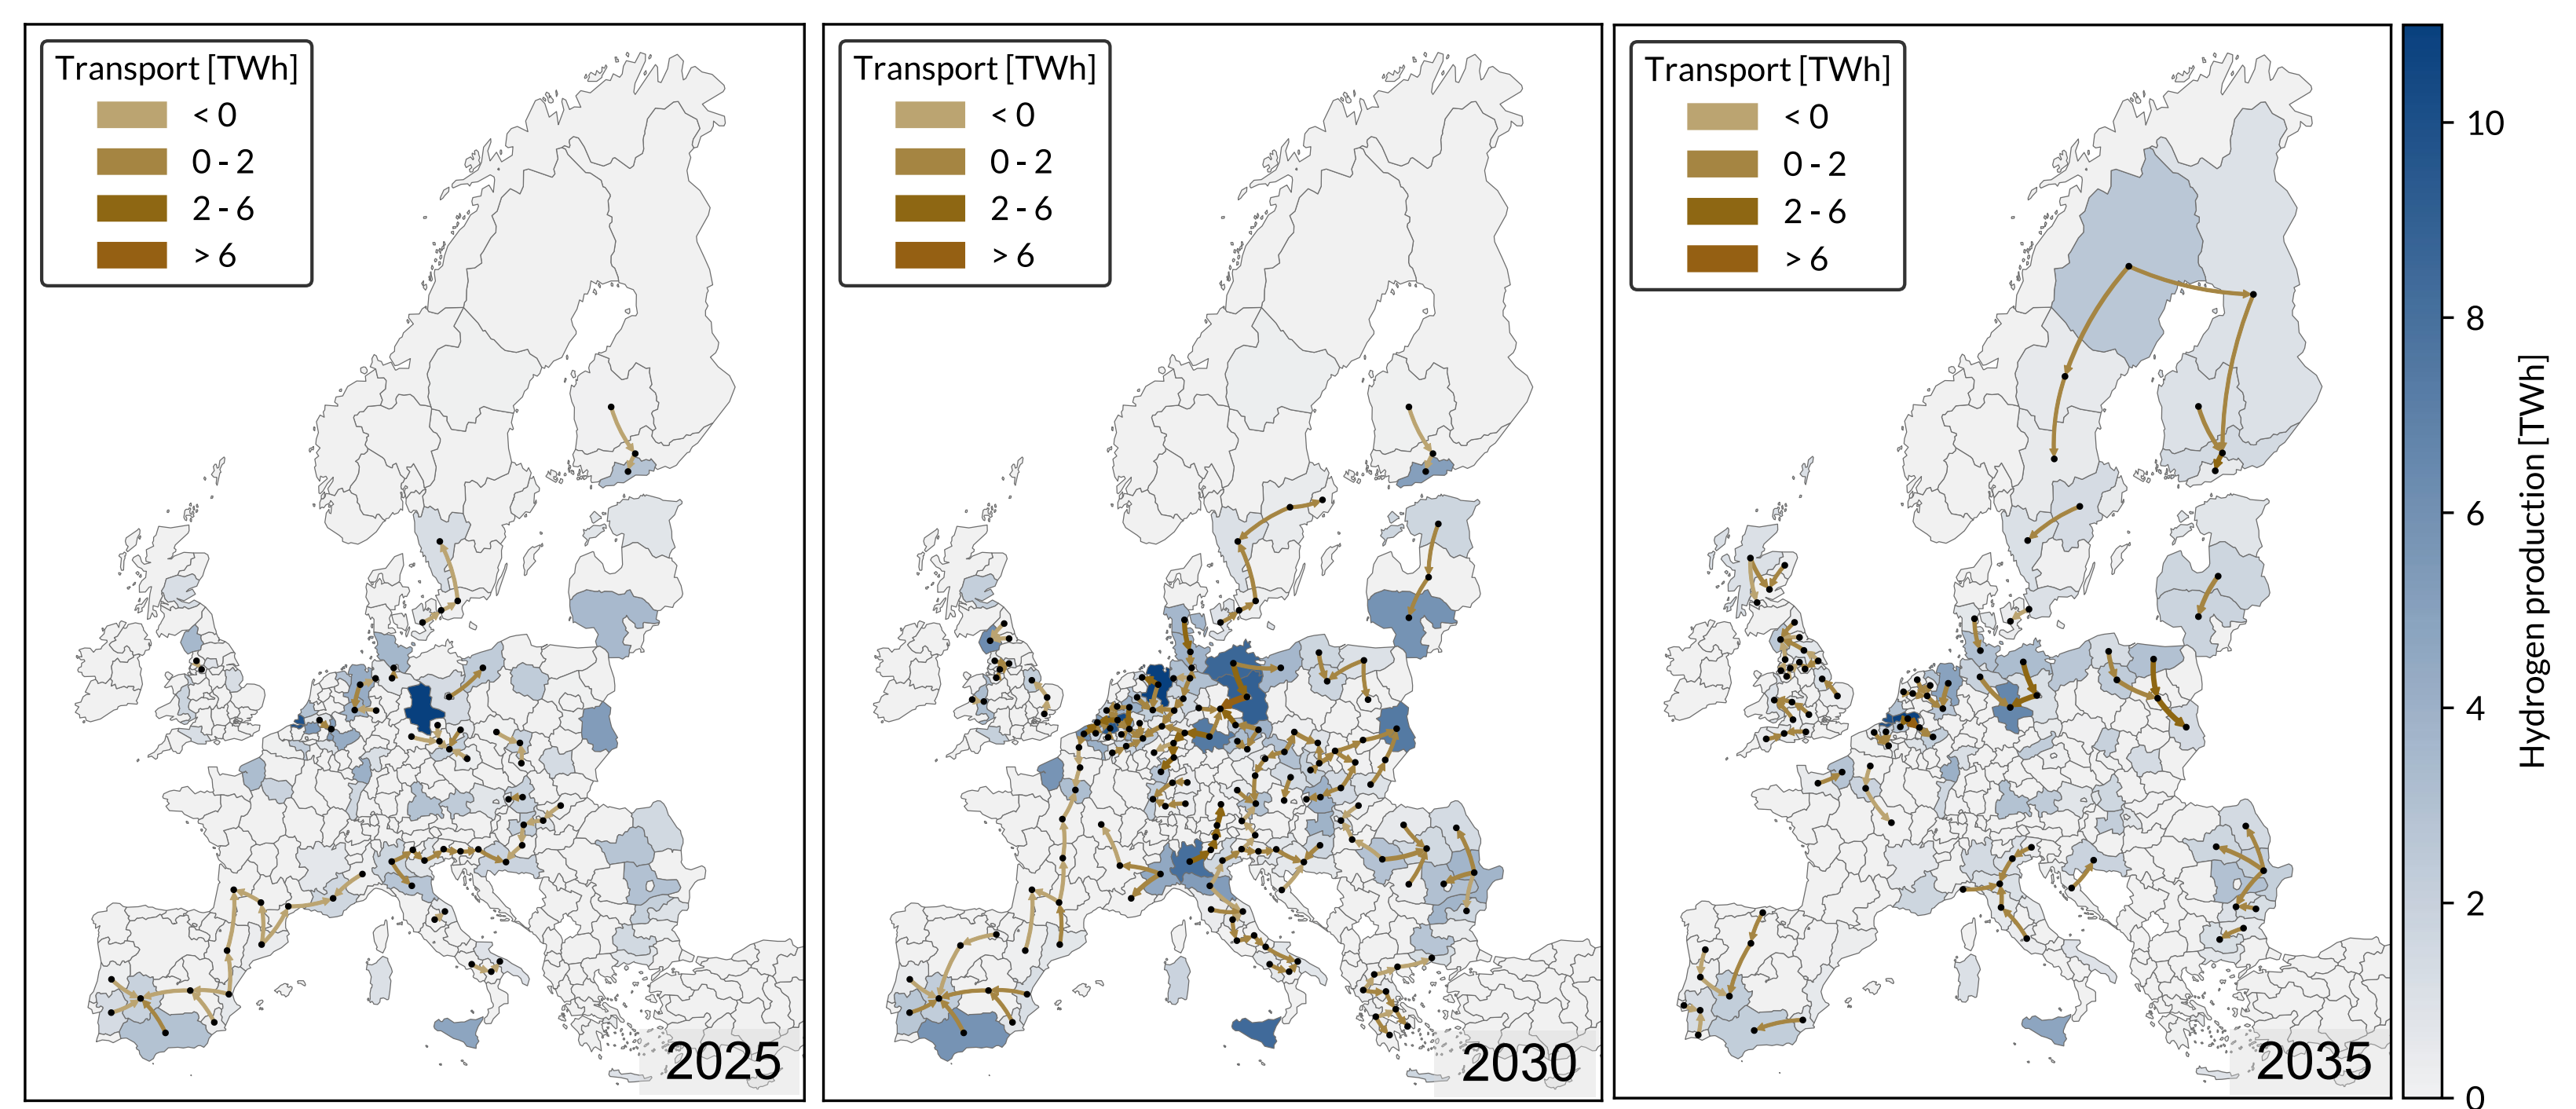 Transport [TWh]
< 0
0 - 2
2 - 6
> 6
2025
Transport [TWh]
< 0
0 - 2
2 - 6
> 6
2030
Transport [TWh]
< 0
0 - 2
2 - 6
> 6
2035
10
8
6
4
2
0
Hydrogen production [TWh]